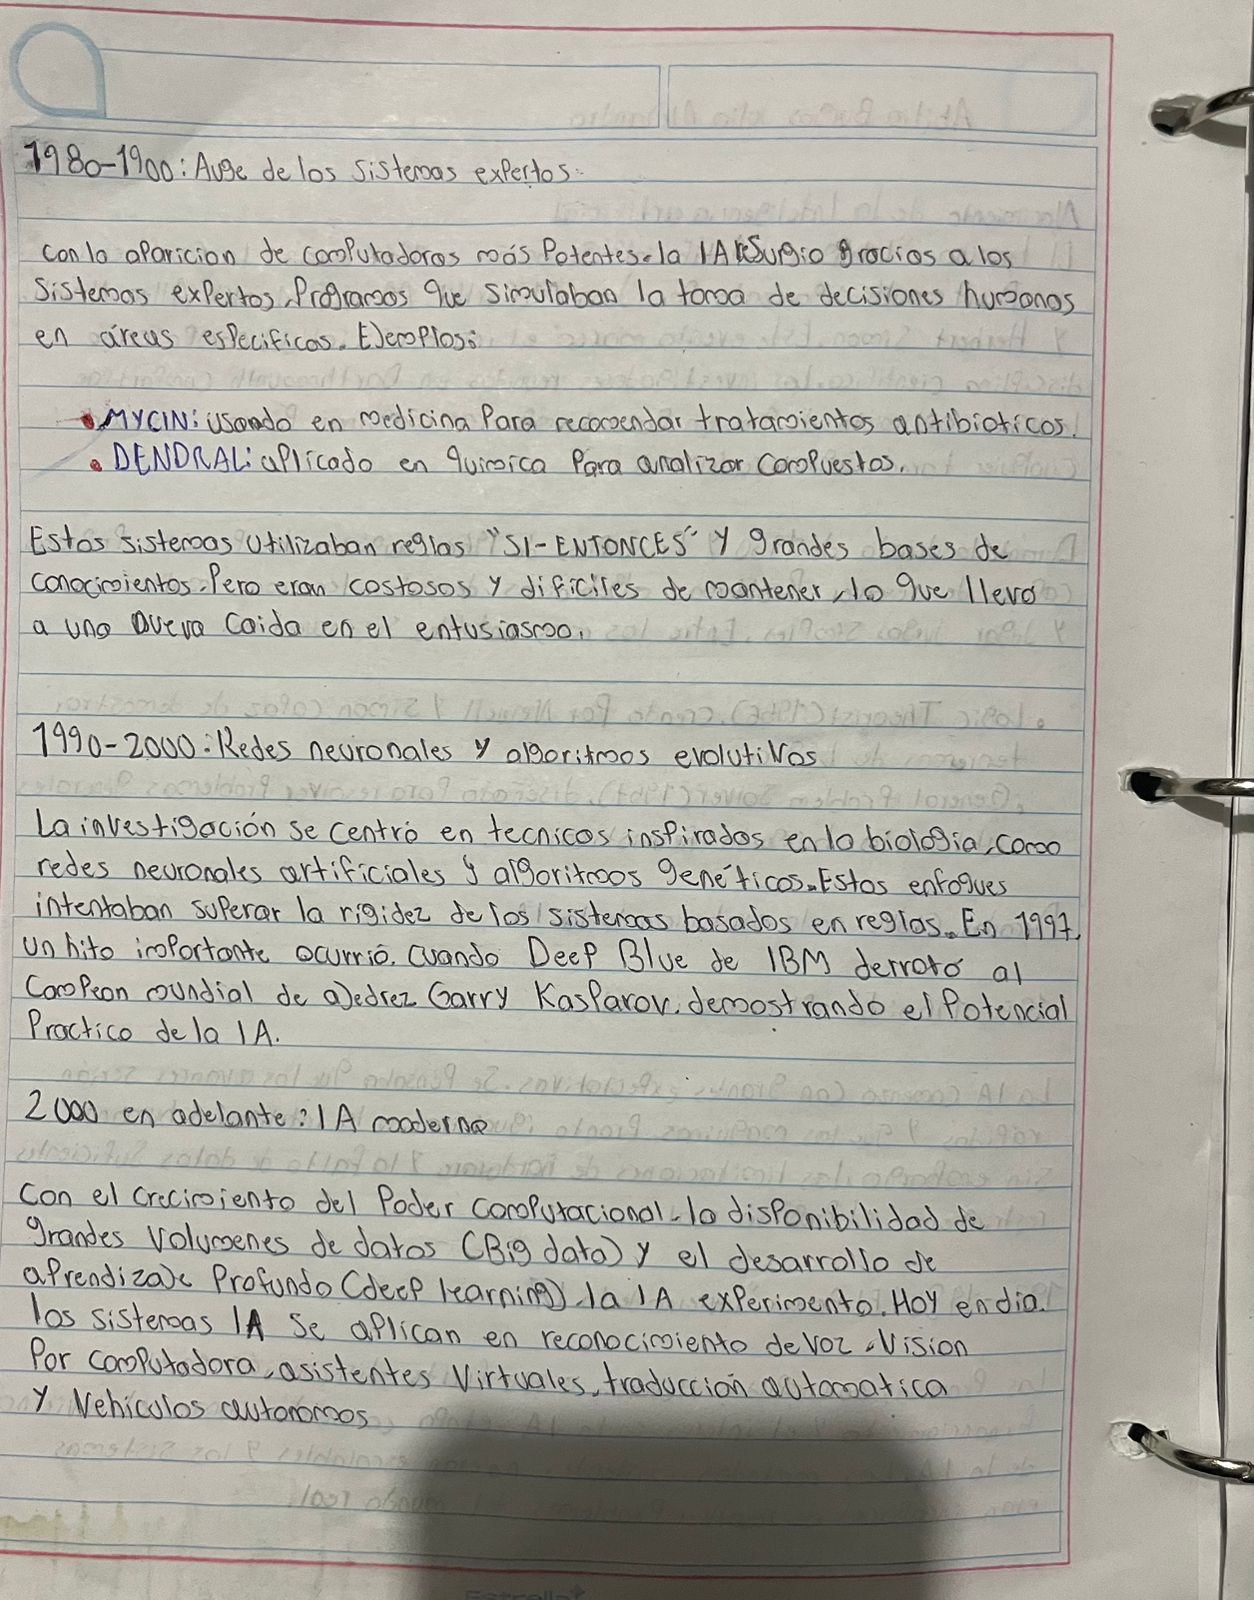 1980-1900: Auge de los sistemas expertos.
con la aparicion de computadoras más Potentes. la IA resurgio gracias a los
Sistemas expertos, Programas que simulaban la toma de decisiones humanas
en áreas especificas. Ejemplos:
• MYCIN: usando en medicina Para recomendar tratamientos antibioticos.
• DENDRAL: aplicado en quimica Para analizar compuestos.
Estos sistemas utilizaban reglas "SI-ENTONCES" y grandes bases de
conocimientos. Pero eran costosos y dificiles de mantener, lo que llevo
a una nueva caida en el entusiasmo.
1990-2000: Redes neuronales y algoritmos evolutivos
La investigación se centró en tecnicas inspirados en la biologia, como
redes neuronales artificiales y algoritmos genéticos. Estos enfoques
intentaban superar la rigidez de los sistemas basados en reglas. En 1997,
un hito importante ocurrió. cuando Deep Blue de IBM derrotó al
campeon mundial de ajedrez Garry Kasparov. demostrando el Potencial
Practico de la IA.
2000 en adelante: IA moderna
con el crecimiento del Poder computacional. la disponibilidad de
grandes Volumenes de datos (Big data) y el desarrollo de
aprendizaje Profundo (deep learning). la IA experimento. Hoy en dia.
los sistemas IA se aplican en reconocimiento de voz, Vision
Por computadora, asistentes Virtuales, traducción automatica
y Vehiculos autonomos